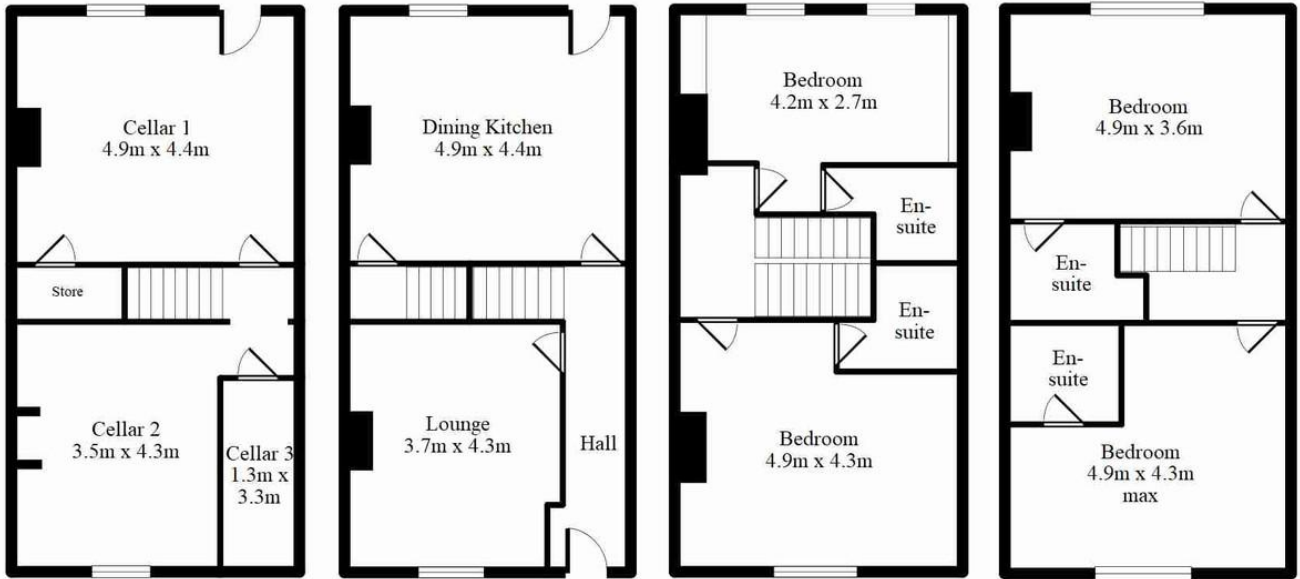 Cellar 1
4.9m x 4.4m
Store
Cellar 2
3.5m x 4.3m
Cellar 3
1.3m x
3.3m
Dining Kitchen
4.9m x 4.4m
Lounge
3.7m x 4.3m
Hall
Bedroom
4.2m x 2.7m
En-
suite
En-
suite
Bedroom
4.9m x 4.3m
Bedroom
4.9m x 3.6m
En-
suite
En-
suite
Bedroom
4.9m x 4.3m
max